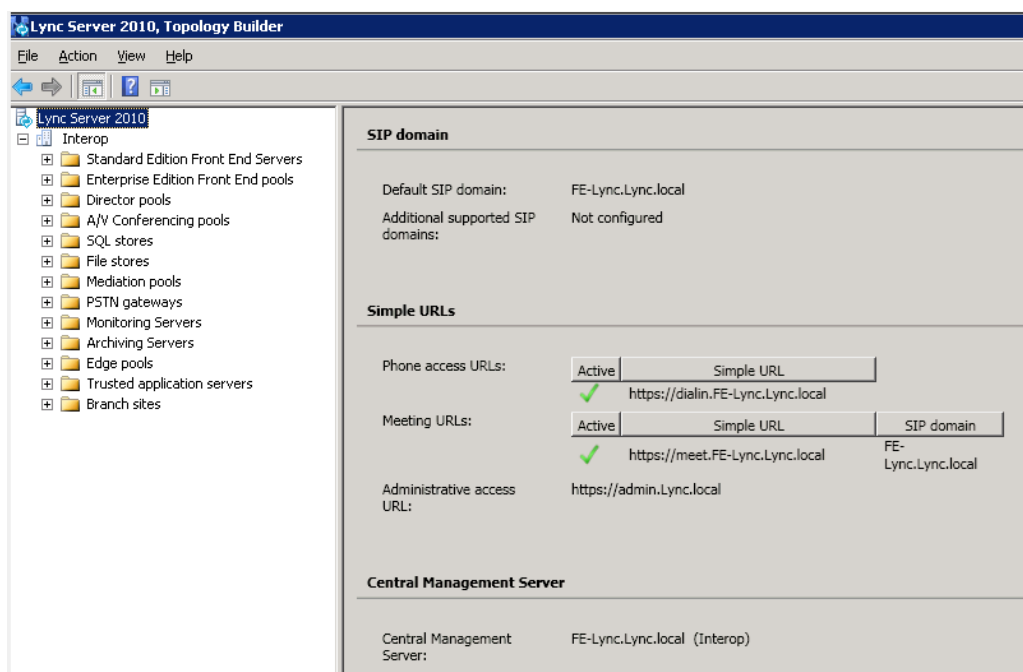 Lync Server 2010, Topology Builder
File Action View Help
Lync Server 2010
Interop
Standard Edition Front End Servers
Enterprise Edition Front End pools
Director pools
A/V Conferencing pools
SQL stores
File stores
Mediation pools
PSTN gateways
Monitoring Servers
Archiving Servers
Edge pools
Trusted application servers
Branch sites
SIP domain
Default SIP domain: FE-Lync.Lync.local
Additional supported SIP Not configured
domains:
Simple URLs
Phone access URLs: Active Simple URL
https://dialin.FE-Lync.Lync.local
Meeting URLs: Active Simple URL SIP domain
https://meet.FE-Lync.Lync.local FE-
Lync.Lync.local
Administrative access https://admin.Lync.local
URL:
Central Management Server
Central Management FE-Lync.Lync.local (Interop)
Server: